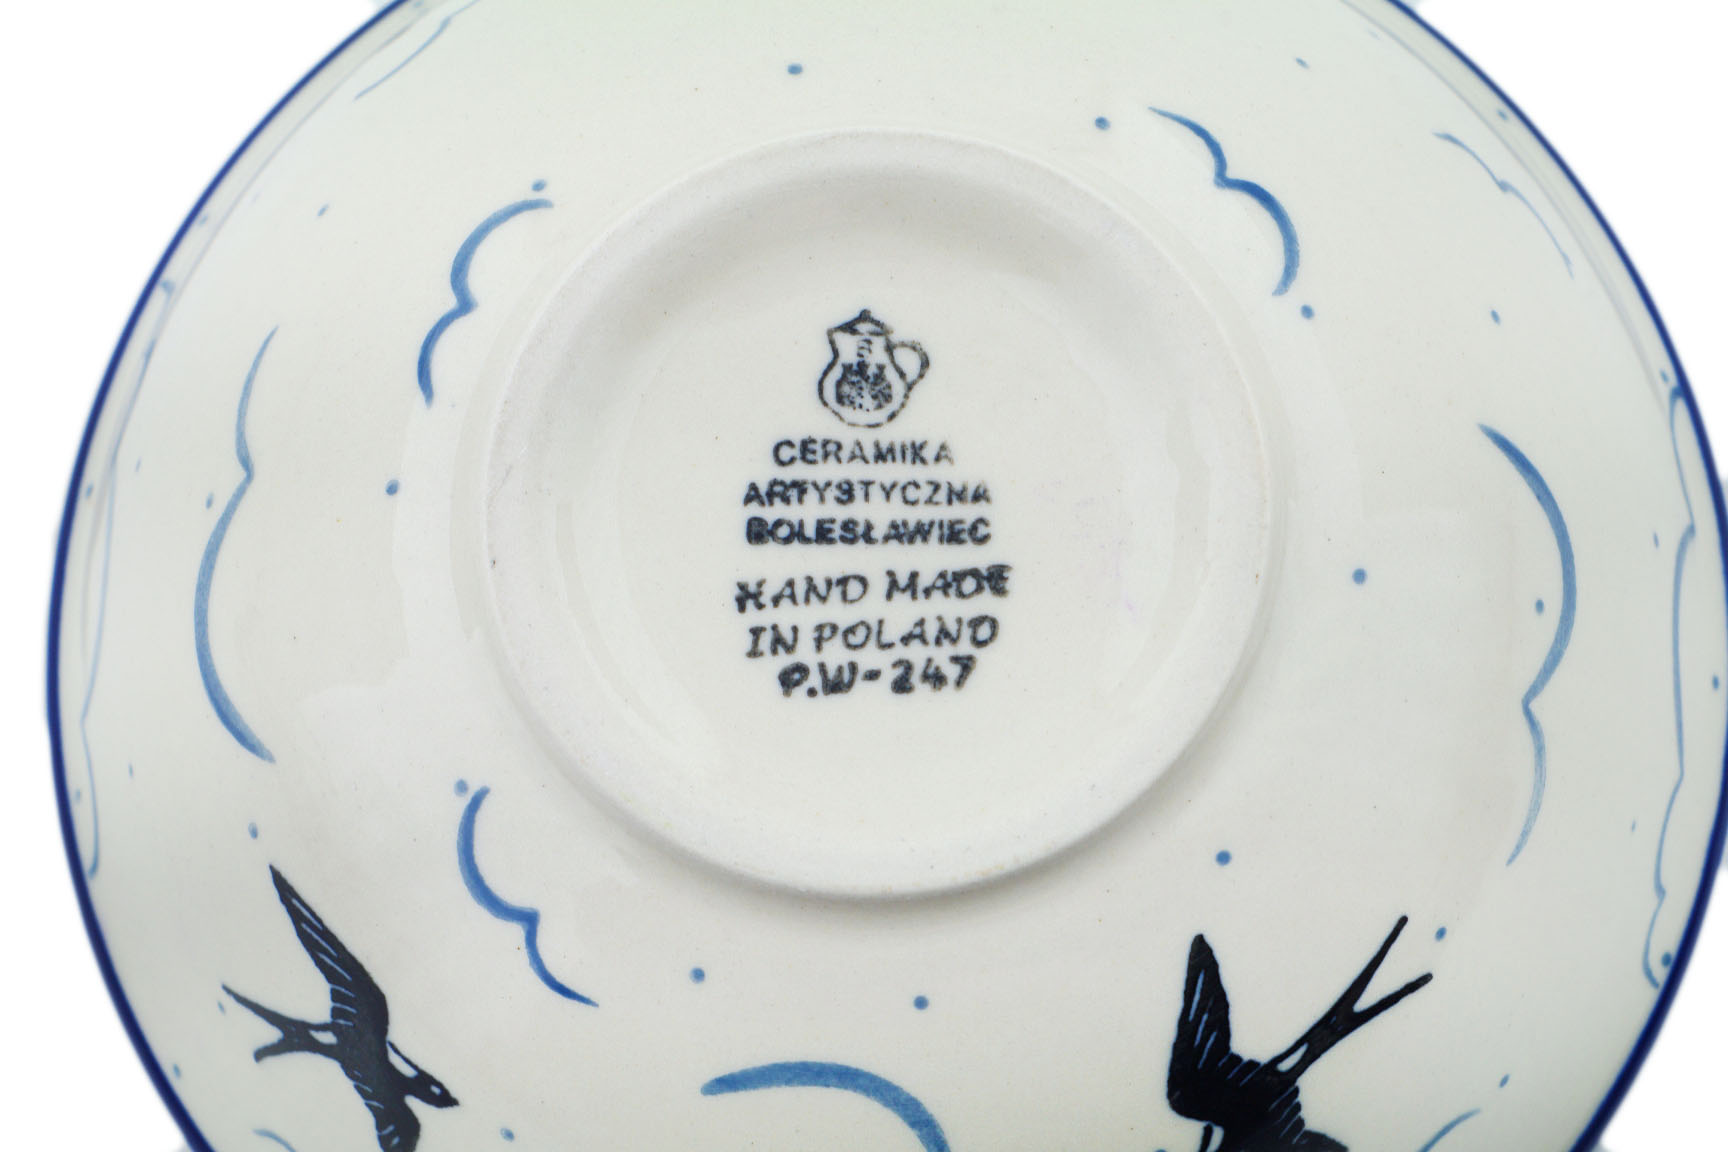 CERAMIKA
ARTYSTYCZNA
BOLESŁAWIEC
HAND MADE
IN POLAND
P.W-247